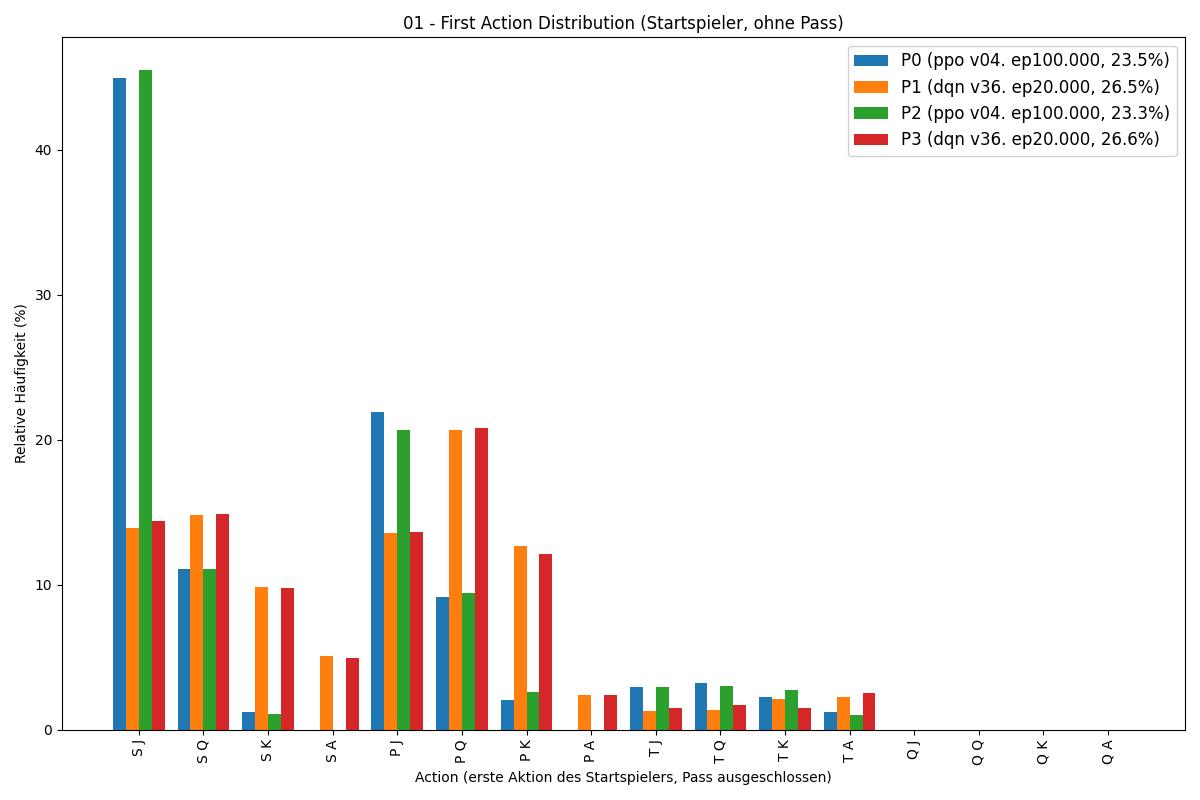 01 - First Action Distribution (Startspieler, ohne Pass)
P0 (ppo v04. ep100.000, 23.5%)
P1 (dqn v36. ep20.000, 26.5%)
P2 (ppo v04. ep100.000, 23.3%)
P3 (dqn v36. ep20.000, 26.6%)
Relative Häufigkeit (%)
40
30
20
10
0
S J
S Q
S K
S A
P J
P Q
P K
P A
T J
T Q
T K
T A
Q J
Q Q
Q K
Q A
Action (erste Aktion des Startspielers, Pass ausgeschlossen)